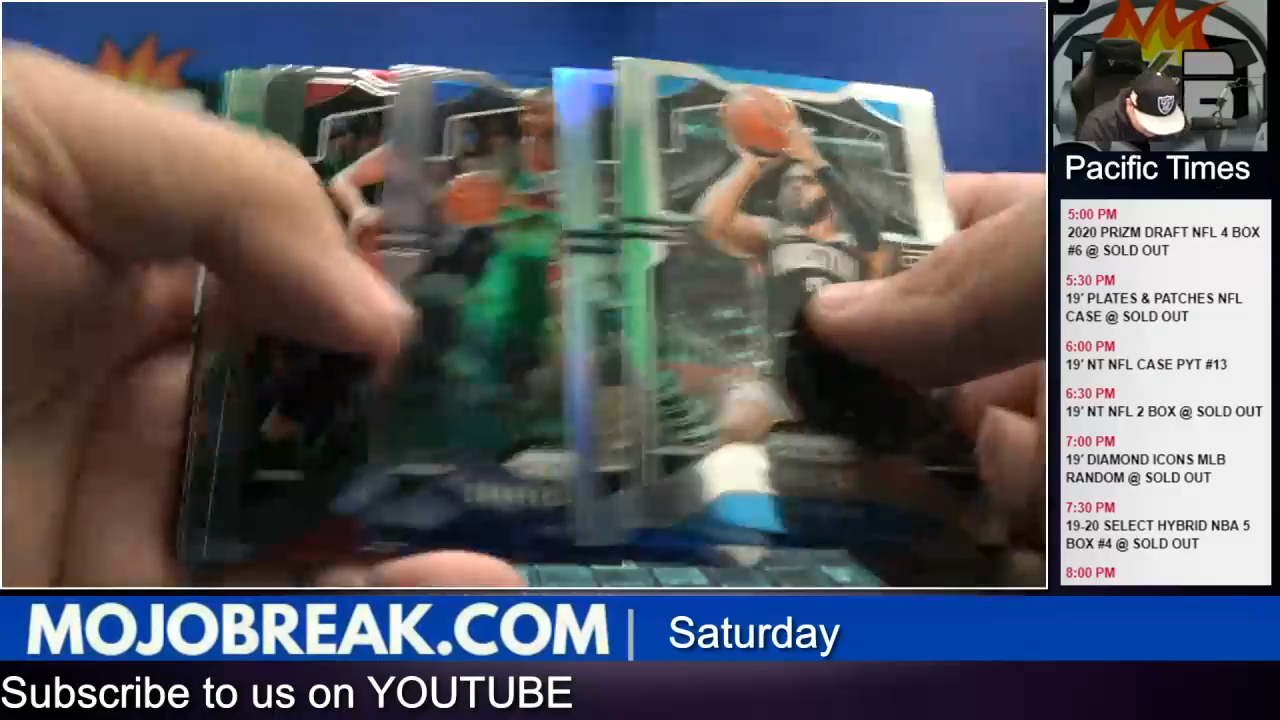 Pacific Times
5:00 PM
2020 PRIZM DRAFT NFL 4 BOX
#6 @ SOLD OUT
5:30 PM
19' PLATES & PATCHES NFL
CASE @ SOLD OUT
6:00 PM
19' NT NFL CASE PYT #13
6:30 PM
19' NT NFL 2 BOX @ SOLD OUT
7:00 PM
19' DIAMOND ICONS MLB
RANDOM @ SOLD OUT
7:30 PM
19-20 SELECT HYBRID NBA 5
BOX #4 @ SOLD OUT
8:00 PM
MOJOBREAK.COM | Saturday
Subscribe to us on YOUTUBE